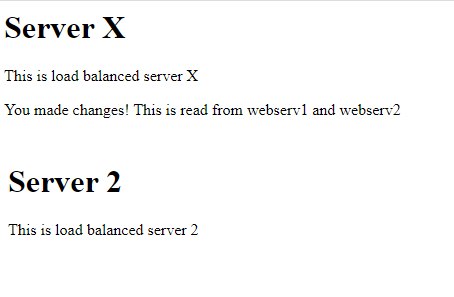 Server X
This is load balanced server X
You made changes! This is read from webserv1 and webserv2
Server 2
This is load balanced server 2